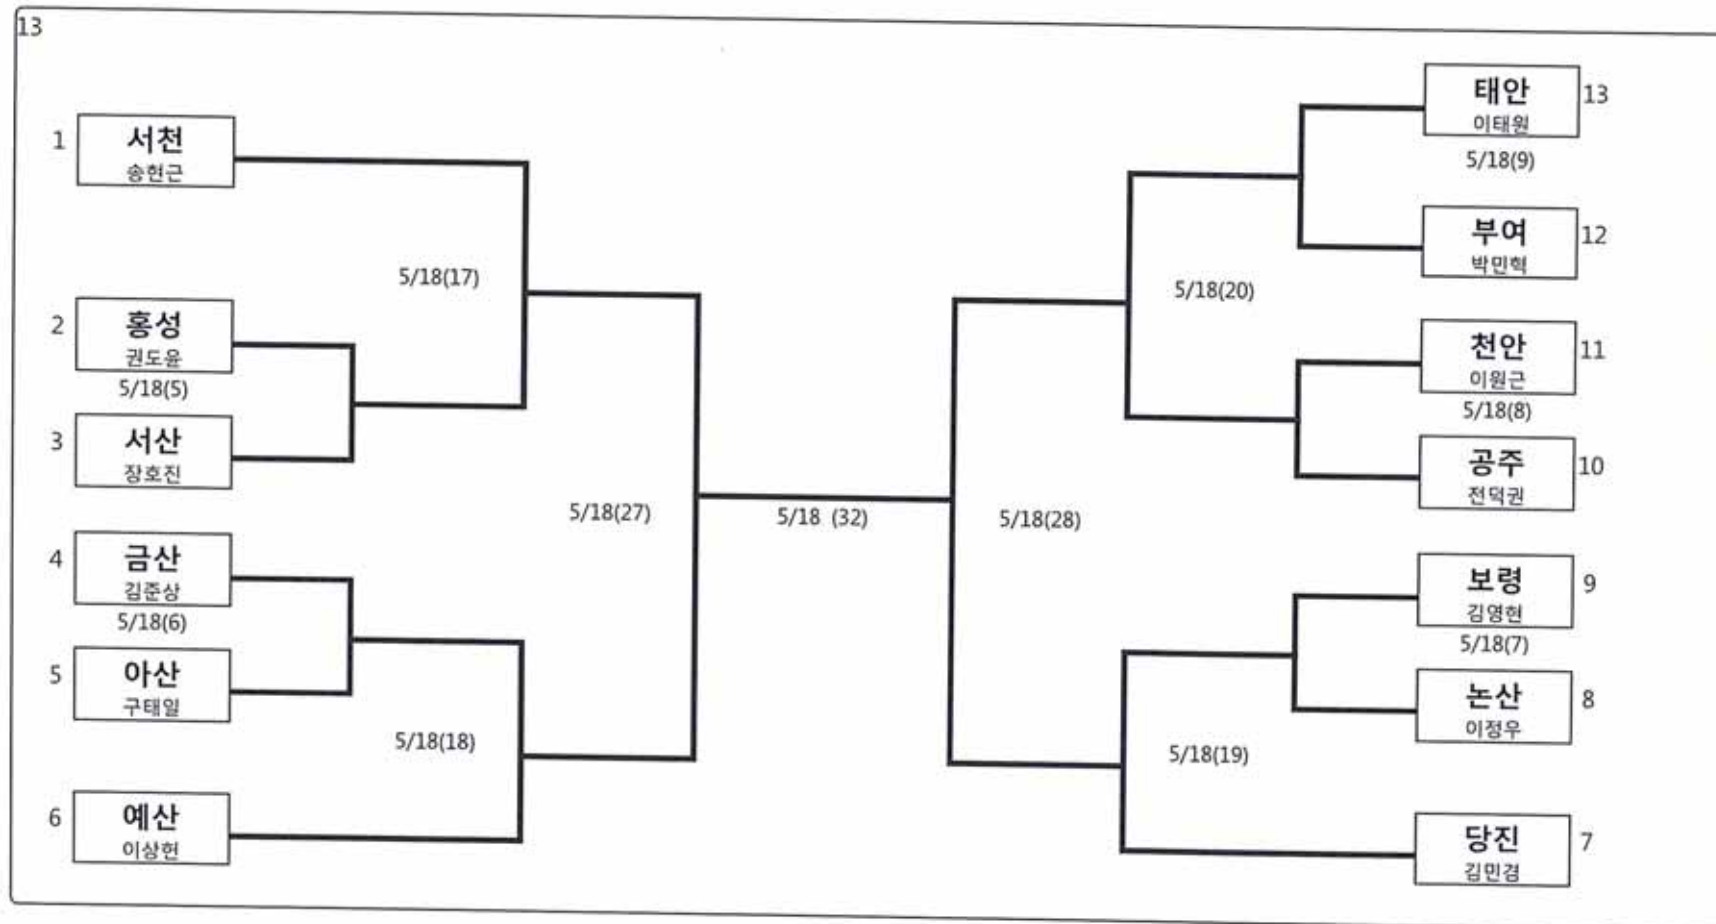 13
1
서천
송현근
5/18(17)
2
홍성
권도윤
5/18(5)
3
서산
장호진
5/18(27)
4
금산
김준상
5/18(6)
5
아산
구태일
5/18(18)
6
예산
이상헌
5/18 (32)
태안
13
이태원
5/18(9)
부여
12
박민혁
5/18(20)
천안
11
이원근
5/18(8)
공주
10
전덕권
5/18(28)
보령
9
김영현
5/18(7)
논산
8
이정우
5/18(19)
당진
7
김민겸